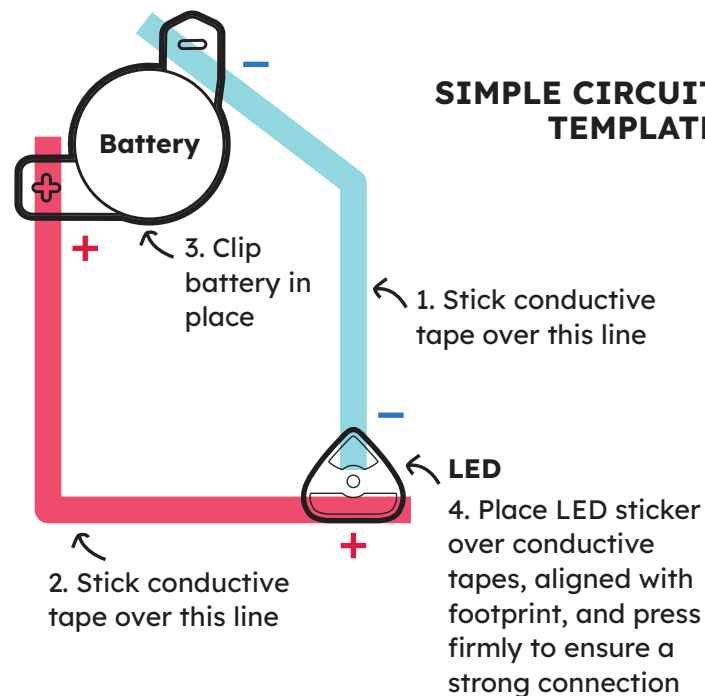 SIMPLE CIRCUIT
TEMPLAT
−
−
Battery
+
+
3. Clip
battery in
place
1. Stick conductive
tape over this line
−
LED
4. Place LED sticker
over conductive
tapes, aligned with
footprint, and press
firmly to ensure a
strong connection
+
2. Stick conductive
tape over this line